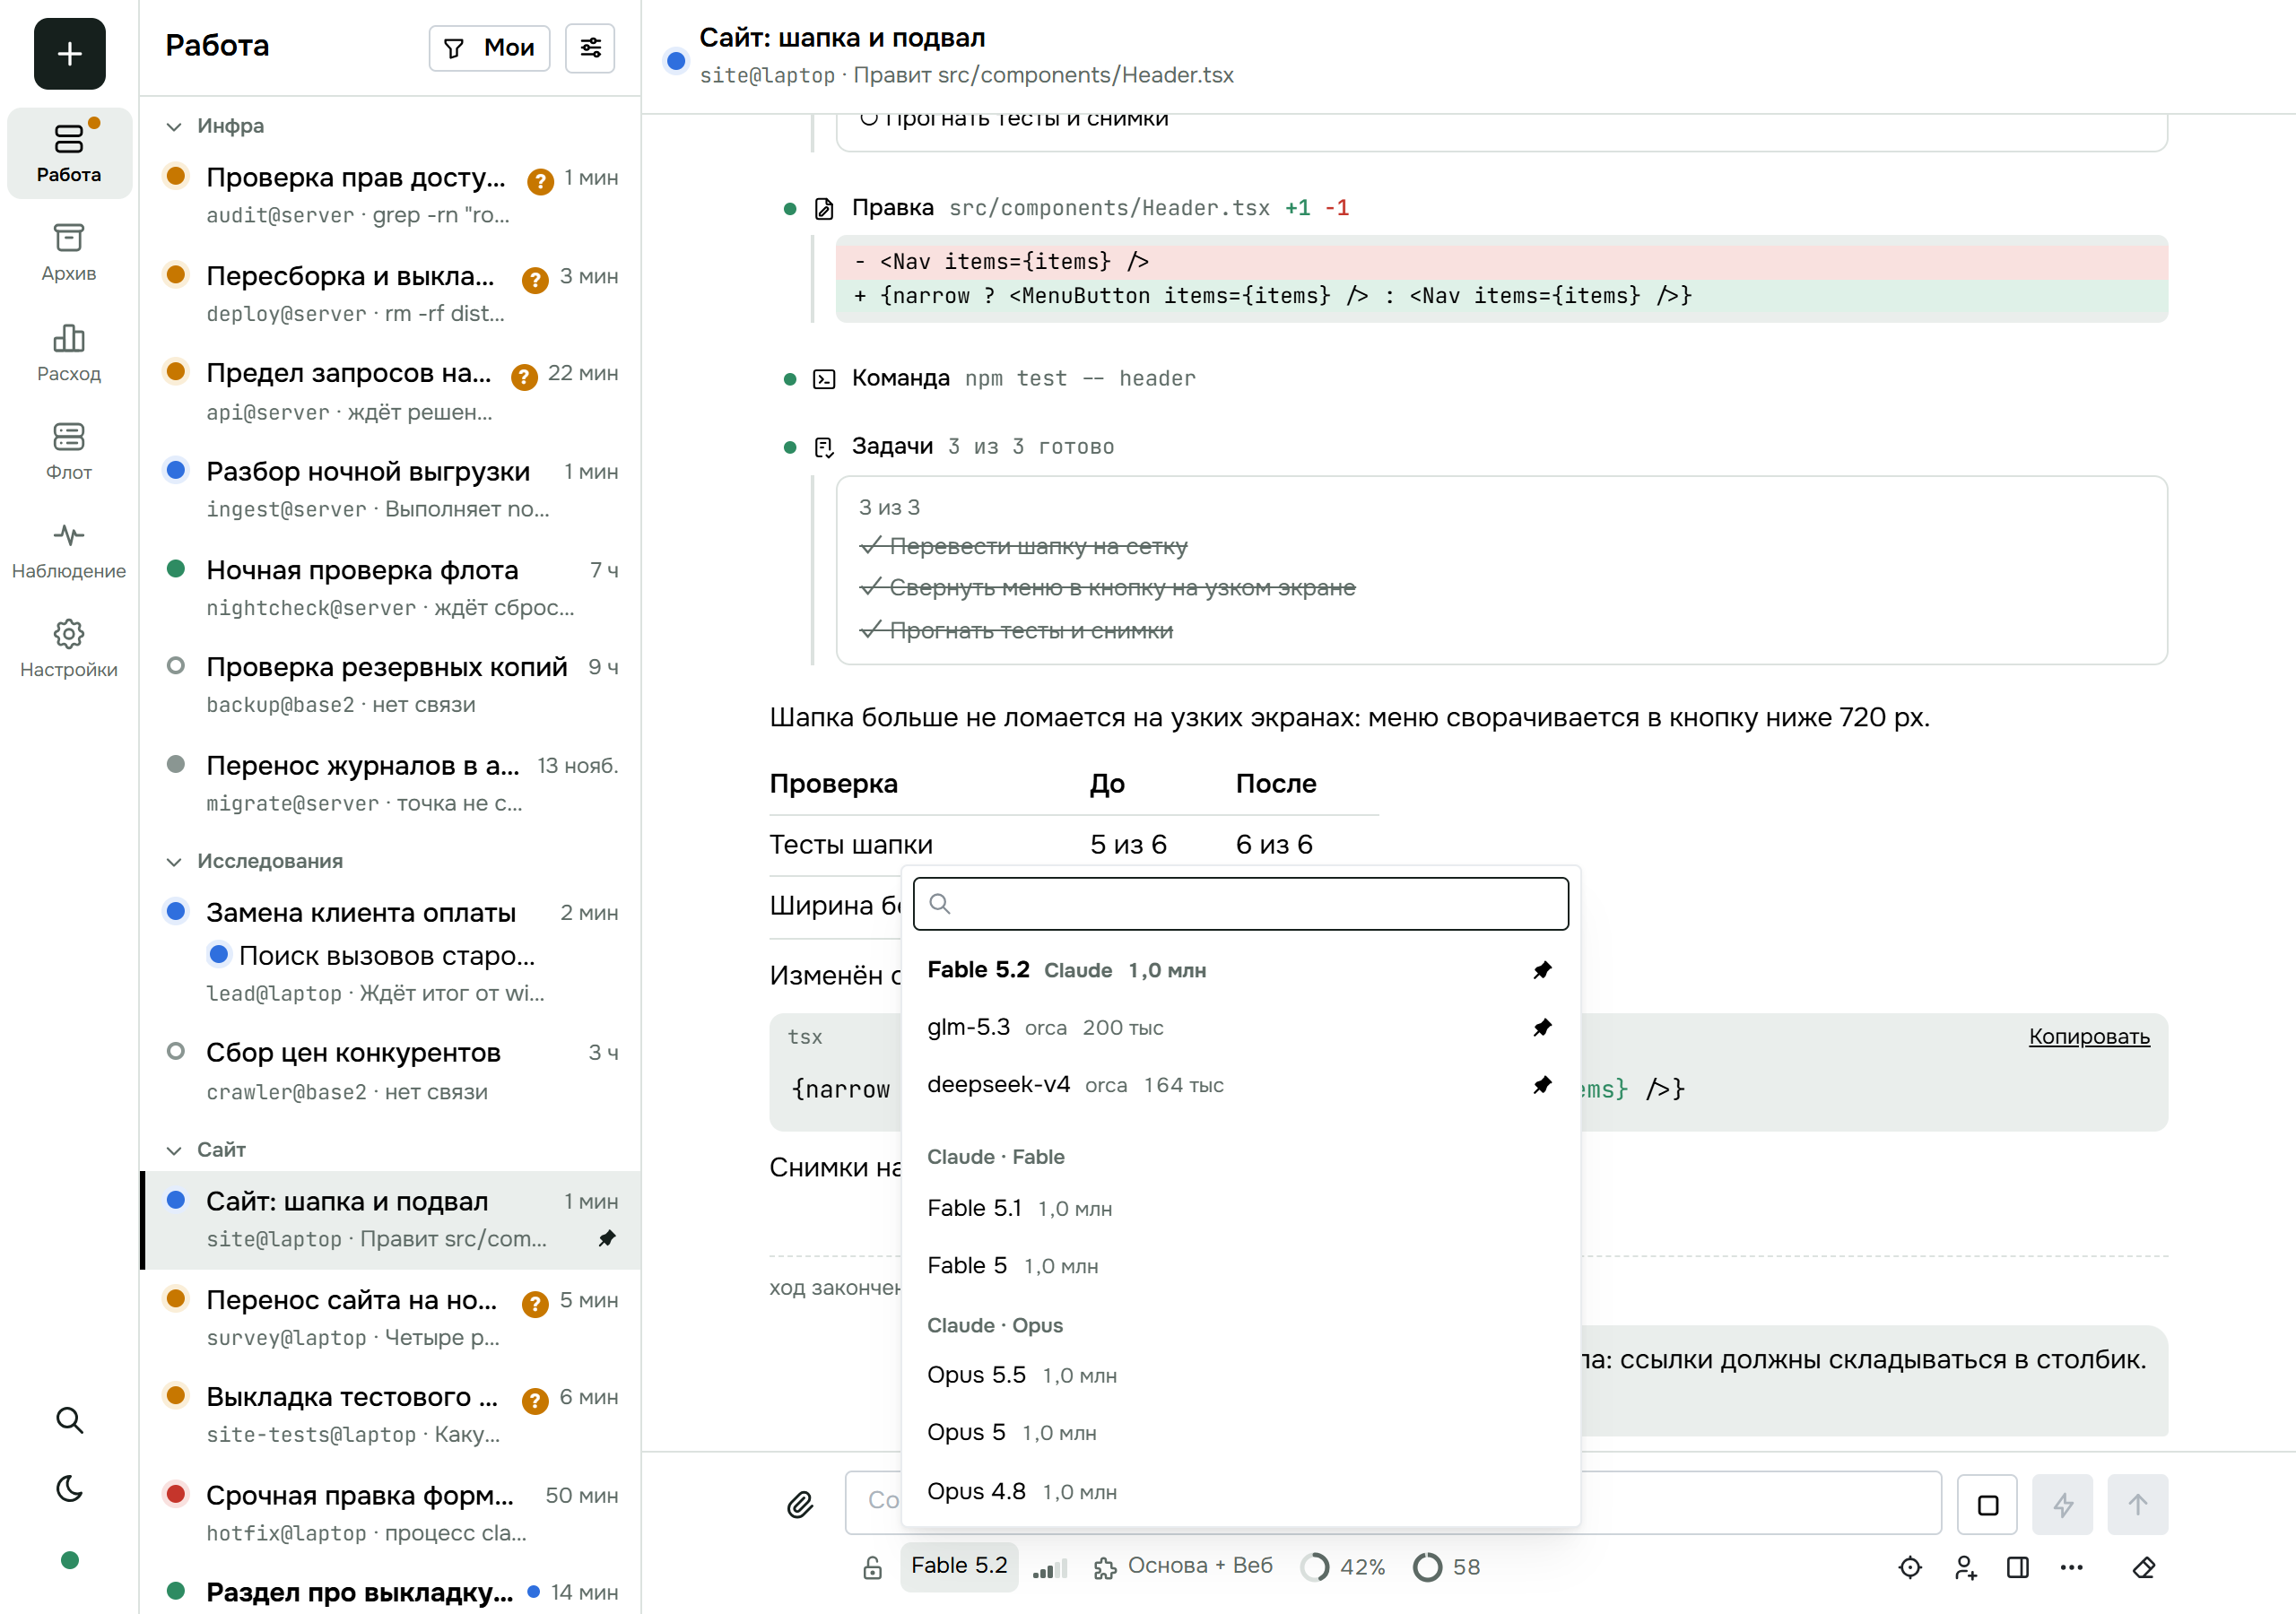 Работа
Архив
Расход
Флот
Наблюдение
Настройки
Работа
Мои
Инфра
Проверка прав досту... ? 1 мин
audit@server · grep -rn "ro...
Пересборка и выкла... ? 3 мин
deploy@server · rm -rf dist...
Предел запросов на... ? 22 мин
api@server · ждёт решен...
Разбор ночной выгрузки 1 мин
ingest@server · Выполняет по...
Ночная проверка флота 7 ч
nightcheck@server · ждёт сброс...
Проверка резервных копий 9 ч
backup@base2 · нет связи
Перенос журналов в а... 13 нояб.
migrate@server · точка не с...
Исследования
Замена клиента оплаты 2 мин
Поиск вызовов старо...
lead@laptop · Ждёт итог от wi...
Сбор цен конкурентов 3 ч
crawler@base2 · нет связи
Сайт
Сайт: шапка и подвал 1 мин
site@laptop · Правит src/com...
Перенос сайта на но... ? 5 мин
survey@laptop · Четыре р...
Выкладка тестового ... ? 6 мин
site-tests@laptop · Каку...
Срочная правка форм... 50 мин
hotfix@laptop · процесс cla...
Раздел про выкладку... 14 мин
Сайт: шапка и подвал
site@laptop · Правит src/components/Header.tsx
Прогнать тесты и снимки
Правка src/components/Header.tsx +1 -1
- <Nav items={items} />
+ {narrow ? <MenuButton items={items} /> : <Nav items={items} />}
Команда npm test -- header
Задачи 3 из 3 готово
3 из 3
✓ Перевести шапку на сетку
✓ Свернуть меню в кнопку на узком экране
✓ Прогнать тесты и снимки
Шапка больше не ломается на узких экранах: меню сворачивается в кнопку ниже 720 px.
Проверка До После
Тесты шапки 5 из 6 6 из 6
Ширина
Изменён
tsx Копировать
{narrow />}
Снимки
ход
ссылки должны складываться в столбик.
Fable 5.2 Claude 1,0 млн
glm-5.3 orca 200 тыс
deepseek-v4 orca 164 тыс
Claude · Fable
Fable 5.1 1,0 млн
Fable 5 1,0 млн
Claude · Opus
Opus 5.5 1,0 млн
Opus 5 1,0 млн
Opus 4.8 1,0 млн
Fable 5.2 Основа + Веб 42% 58